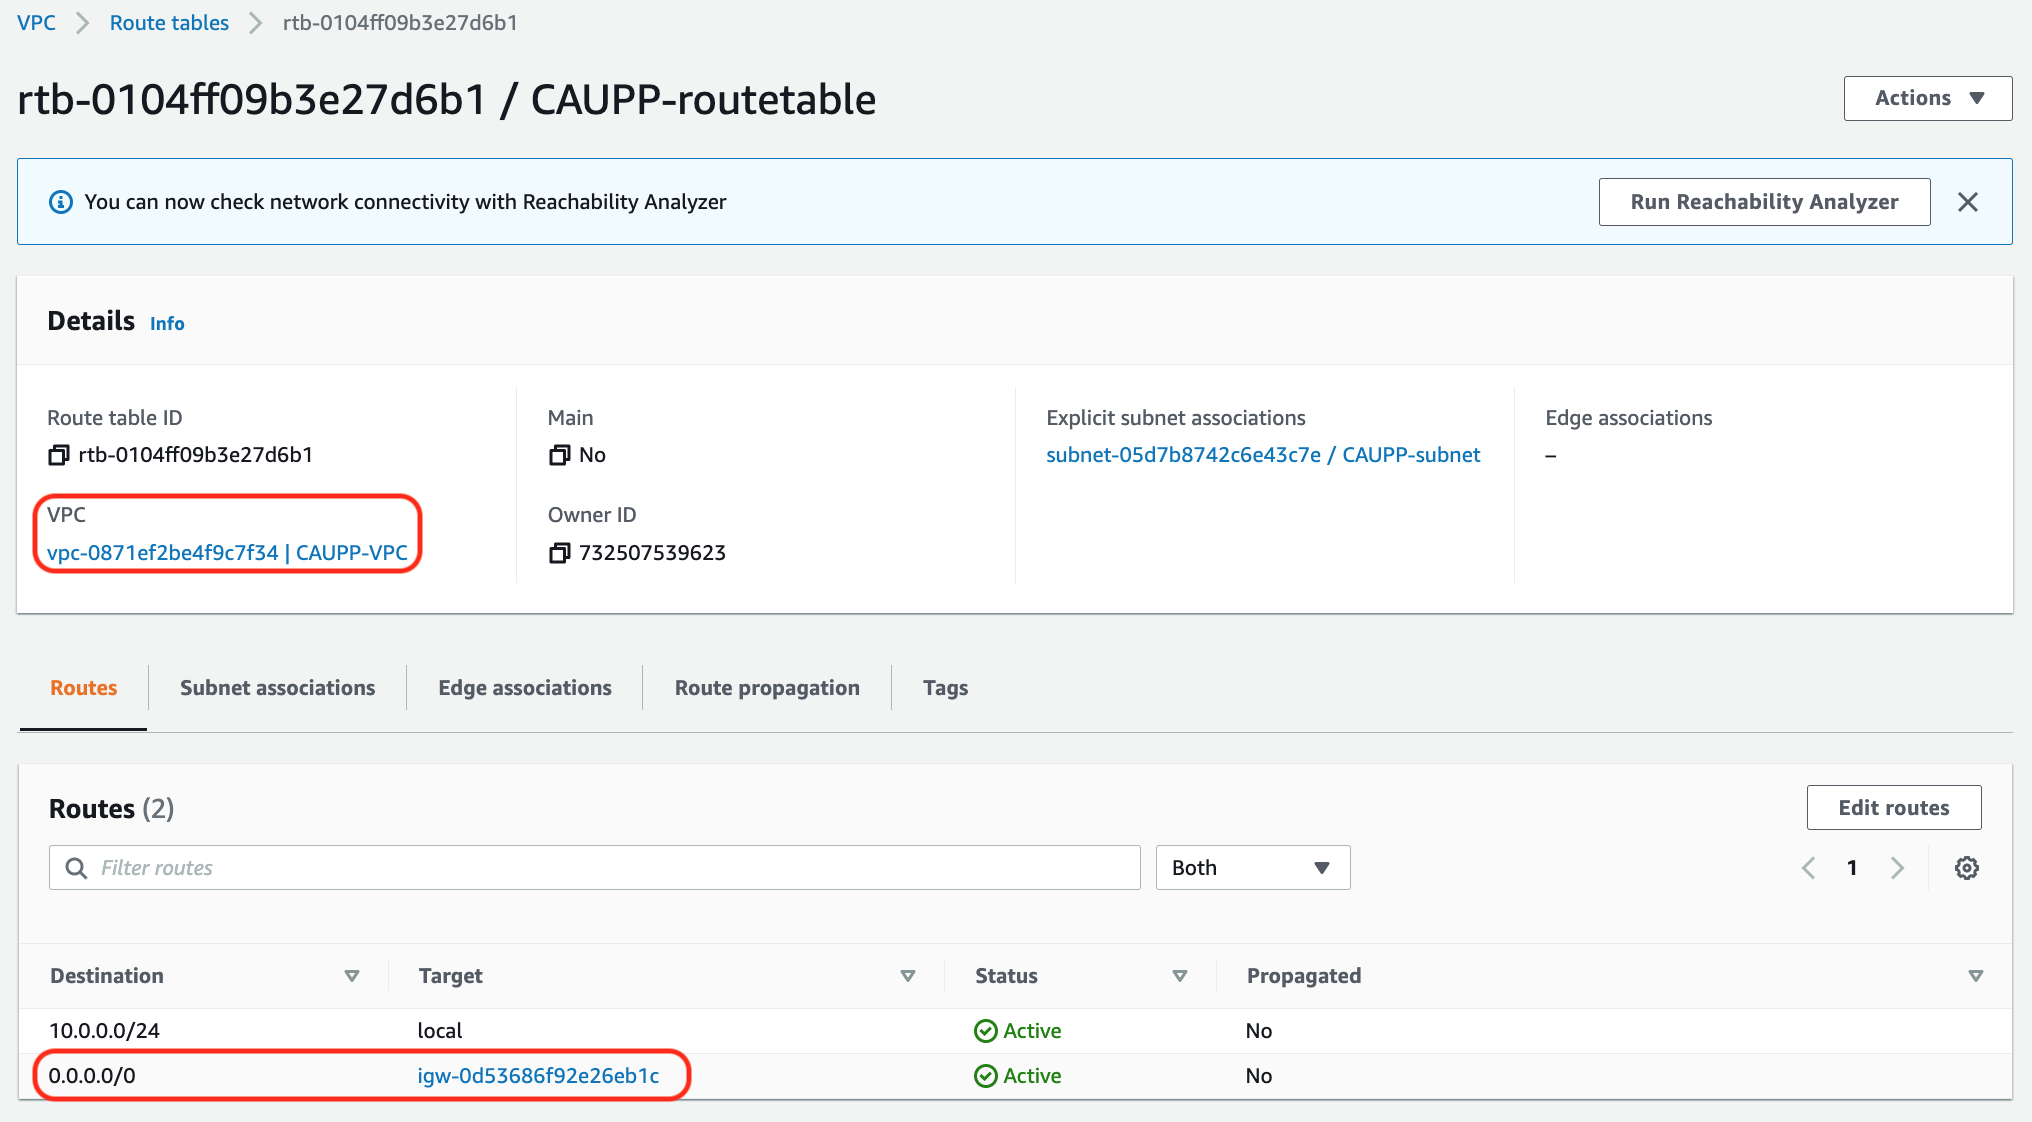 VPC > Route tables > rtb-0104ff09b3e27d6b1
rtb-0104ff09b3e27d6b1 / CAUPP-routetable
Actions
You can now check network connectivity with Reachability Analyzer
Run Reachability Analyzer
Details Info
Route table ID
rtb-0104ff09b3e27d6b1
Main
No
Explicit subnet associations
subnet-05d7b8742c6e43c7e / CAUPP-subnet
Edge associations
–
VPC
vpc-0871ef2be4f9c7f34 | CAUPP-VPC
Owner ID
732507539623
Routes Subnet associations Edge associations Route propagation Tags
Routes (2)
Edit routes
Filter routes
Both
1
Destination Target Status Propagated
10.0.0.0/24 local Active No
0.0.0.0/0 igw-0d53686f92e26eb1c Active No